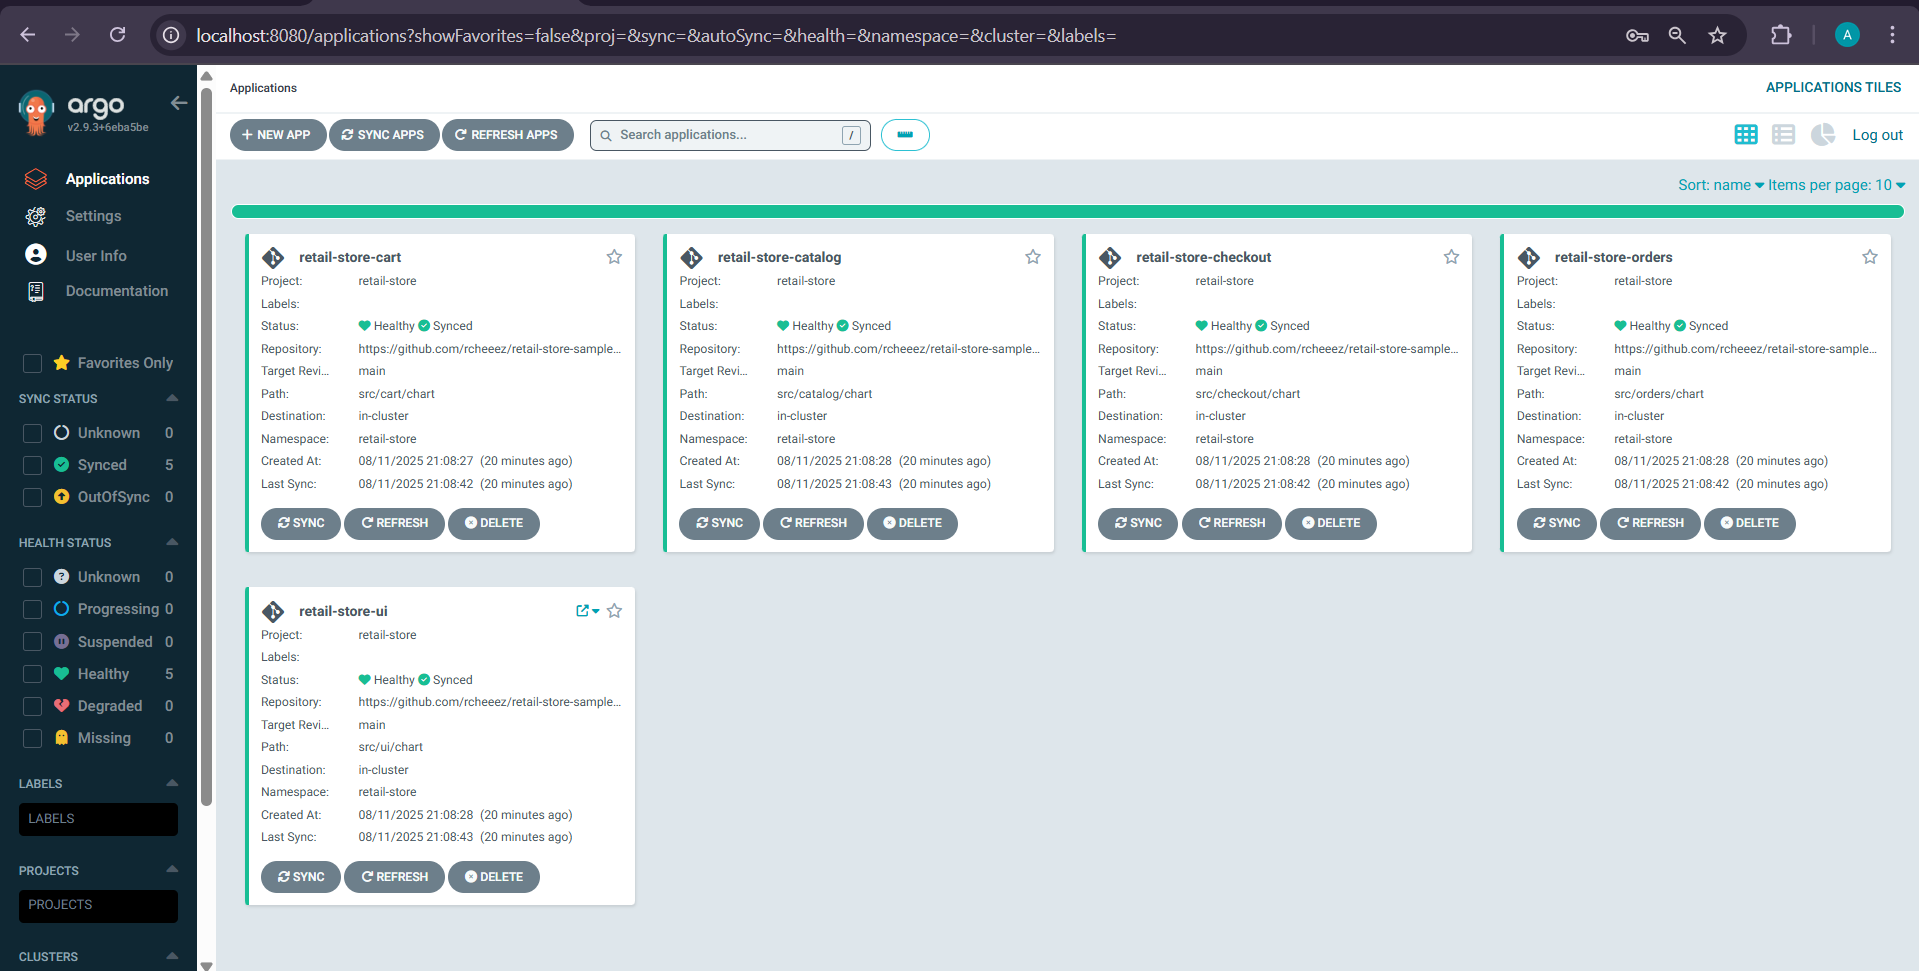 localhost:8080/applications?showFavorites=false&proj=&sync=&autoSync=&health=&namespace=&cluster=&labels=
A
argo
v2.9.3+6eba5be
Applications
Settings
User Info
Documentation
Favorites Only
SYNC STATUS
Unknown 0
Synced 5
OutOfSync 0
HEALTH STATUS
Unknown 0
Progressing 0
Suspended 0
Healthy 5
Degraded 0
Missing 0
LABELS
LABELS
PROJECTS
PROJECTS
CLUSTERS
Applications
APPLICATIONS TILES
+ NEW APP SYNC APPS REFRESH APPS Search applications... / Log out
Sort: name Items per page: 10
retail-store-cart
Project: retail-store
Labels:
Status: Healthy Synced
Repository: https://github.com/rcheeez/retail-store-sample...
Target Revi... main
Path: src/cart/chart
Destination: in-cluster
Namespace: retail-store
Created At: 08/11/2025 21:08:27 (20 minutes ago)
Last Sync: 08/11/2025 21:08:42 (20 minutes ago)
SYNC REFRESH DELETE
retail-store-catalog
Project: retail-store
Labels:
Status: Healthy Synced
Repository: https://github.com/rcheeez/retail-store-sample...
Target Revi... main
Path: src/catalog/chart
Destination: in-cluster
Namespace: retail-store
Created At: 08/11/2025 21:08:28 (20 minutes ago)
Last Sync: 08/11/2025 21:08:43 (20 minutes ago)
SYNC REFRESH DELETE
retail-store-checkout
Project: retail-store
Labels:
Status: Healthy Synced
Repository: https://github.com/rcheeez/retail-store-sample...
Target Revi... main
Path: src/checkout/chart
Destination: in-cluster
Namespace: retail-store
Created At: 08/11/2025 21:08:28 (20 minutes ago)
Last Sync: 08/11/2025 21:08:42 (20 minutes ago)
SYNC REFRESH DELETE
retail-store-orders
Project: retail-store
Labels:
Status: Healthy Synced
Repository: https://github.com/rcheeez/retail-store-sample...
Target Revi... main
Path: src/orders/chart
Destination: in-cluster
Namespace: retail-store
Created At: 08/11/2025 21:08:28 (20 minutes ago)
Last Sync: 08/11/2025 21:08:42 (20 minutes ago)
SYNC REFRESH DELETE
retail-store-ui
Project: retail-store
Labels:
Status: Healthy Synced
Repository: https://github.com/rcheeez/retail-store-sample...
Target Revi... main
Path: src/ui/chart
Destination: in-cluster
Namespace: retail-store
Created At: 08/11/2025 21:08:28 (20 minutes ago)
Last Sync: 08/11/2025 21:08:43 (20 minutes ago)
SYNC REFRESH DELETE